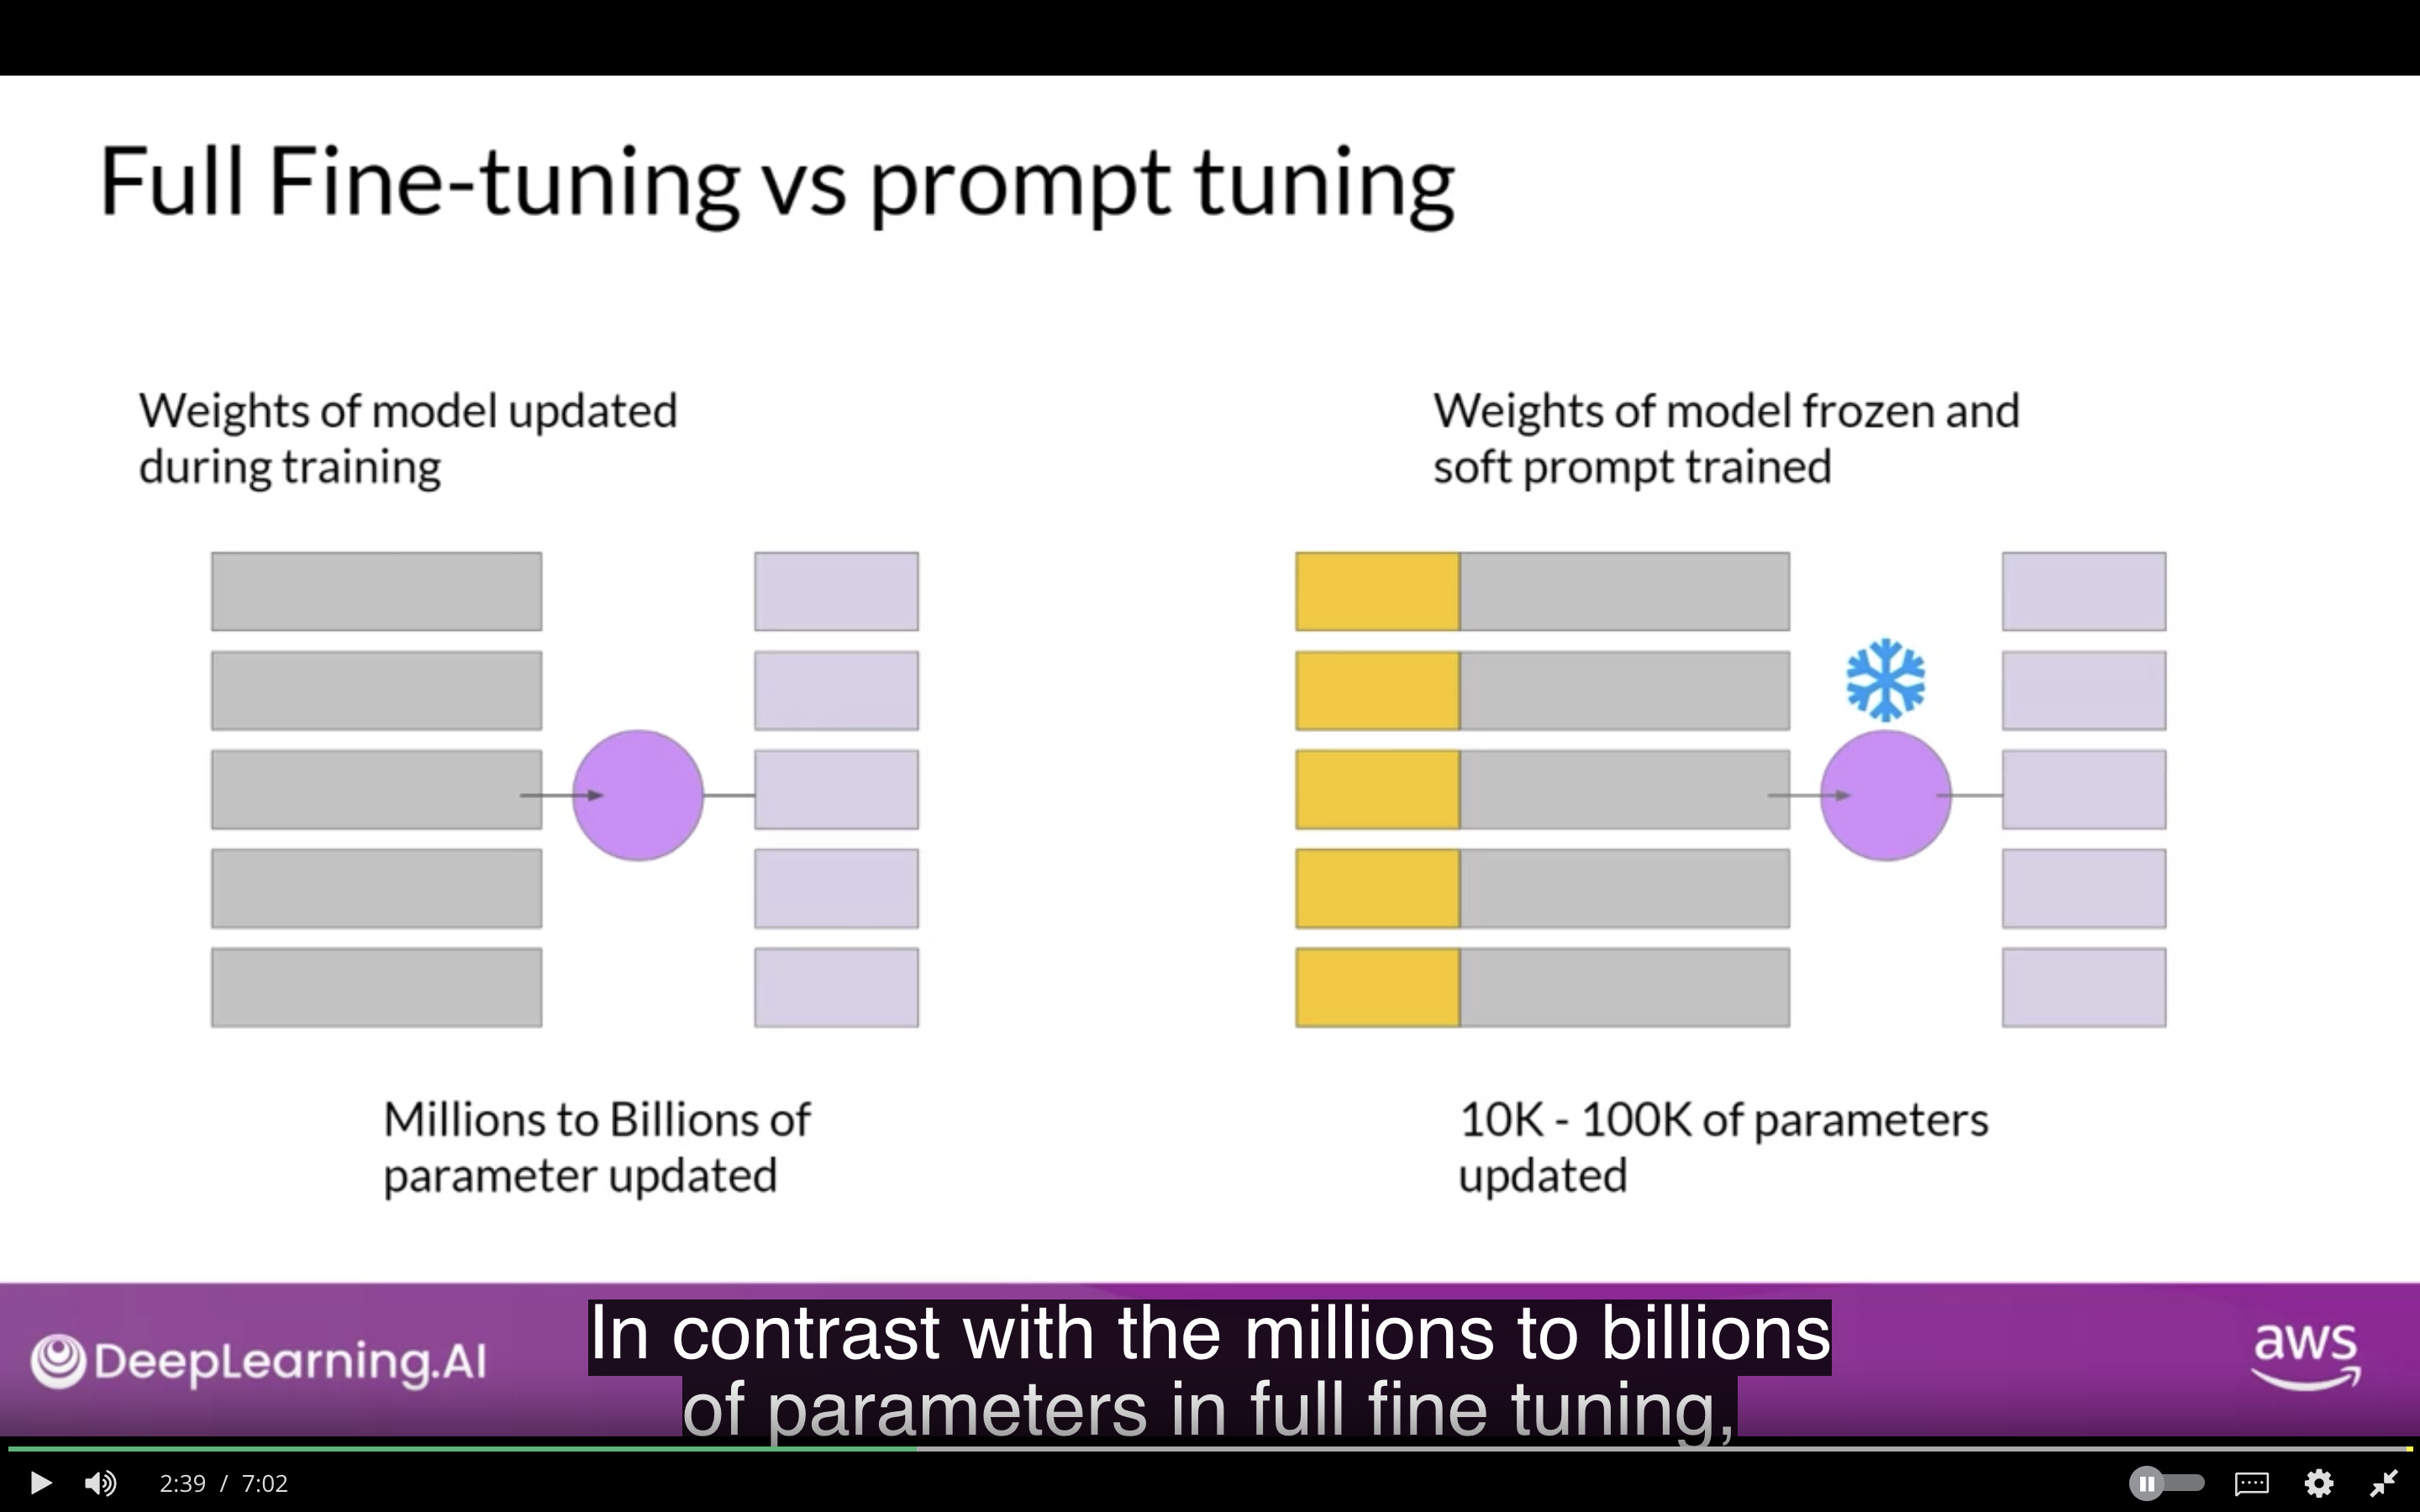 Full Fine-tuning vs prompt tuning
Weights of model updated
during training
Weights of model frozen and
soft prompt trained
Millions to Billions of
parameter updated
10K - 100K of parameters
updated
DeepLearning.AI
In contrast with the millions to billions
of parameters in full fine tuning,
aws
2:39 / 7:02